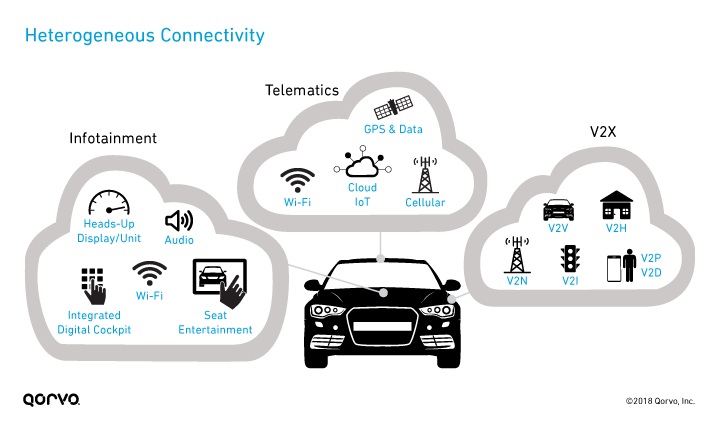 Heterogeneous Connectivity
Telematics
GPS & Data
Wi-Fi
Cloud
IoT
Cellular
Infotainment
Heads-Up
Display/Unit
Audio
Wi-Fi
Integrated
Digital Cockpit
Seat
Entertainment
V2X
V2V
V2H
V2N
V2I
V2P
V2D
QORVO
©2018 Qorvo, Inc.